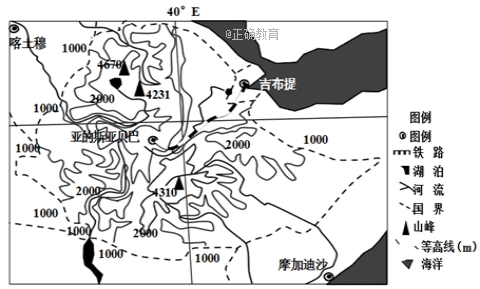 40°E
@正确教育
喀土穆
1000
4670
吉布提
4231
2000
1000
图例
亚的斯亚贝巴
图例
1000
1000
2000
铁路
湖泊
4310
2000
河流
国界
1000
山峰
1000
2000
等高线(m)
1000
1000
摩加迪沙
海洋